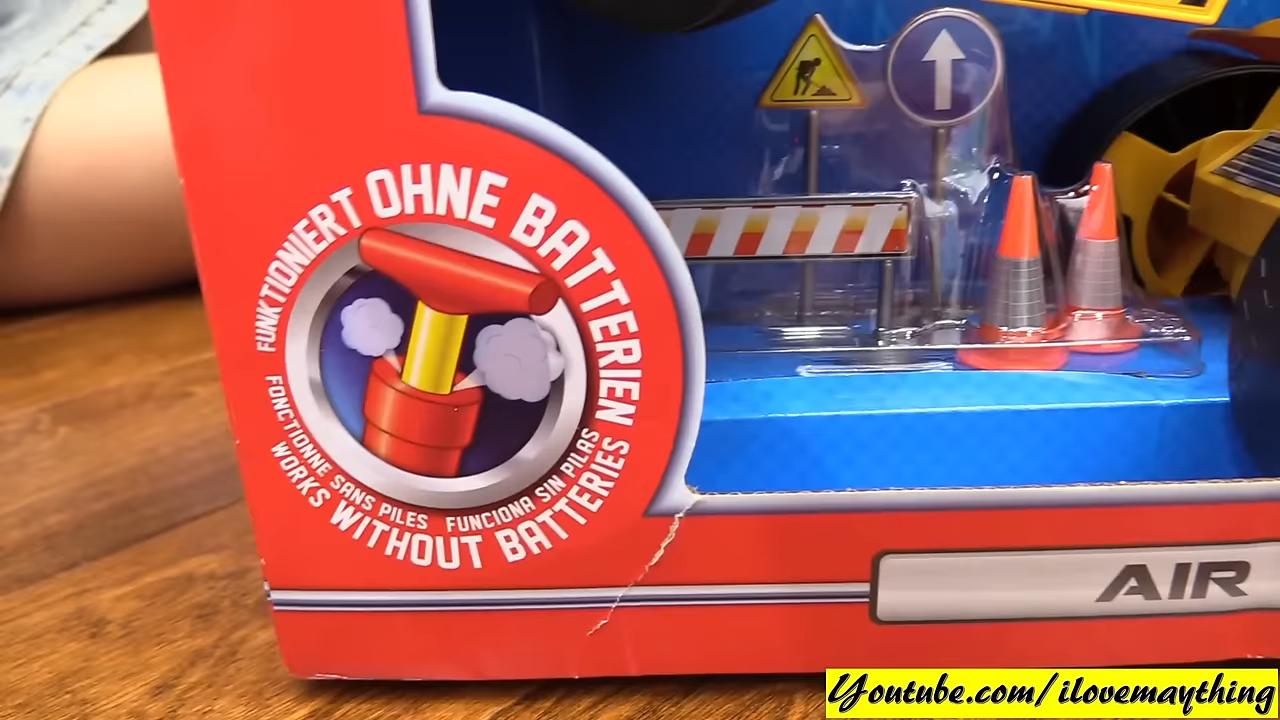 FUNKTIONIERT OHNE BATTERIEN
FONCTIONNE SANS PILES FUNCIONA SIN PILAS
WORKS WITHOUT BATTERIES
AIR
Youtube.com/ilovemaything